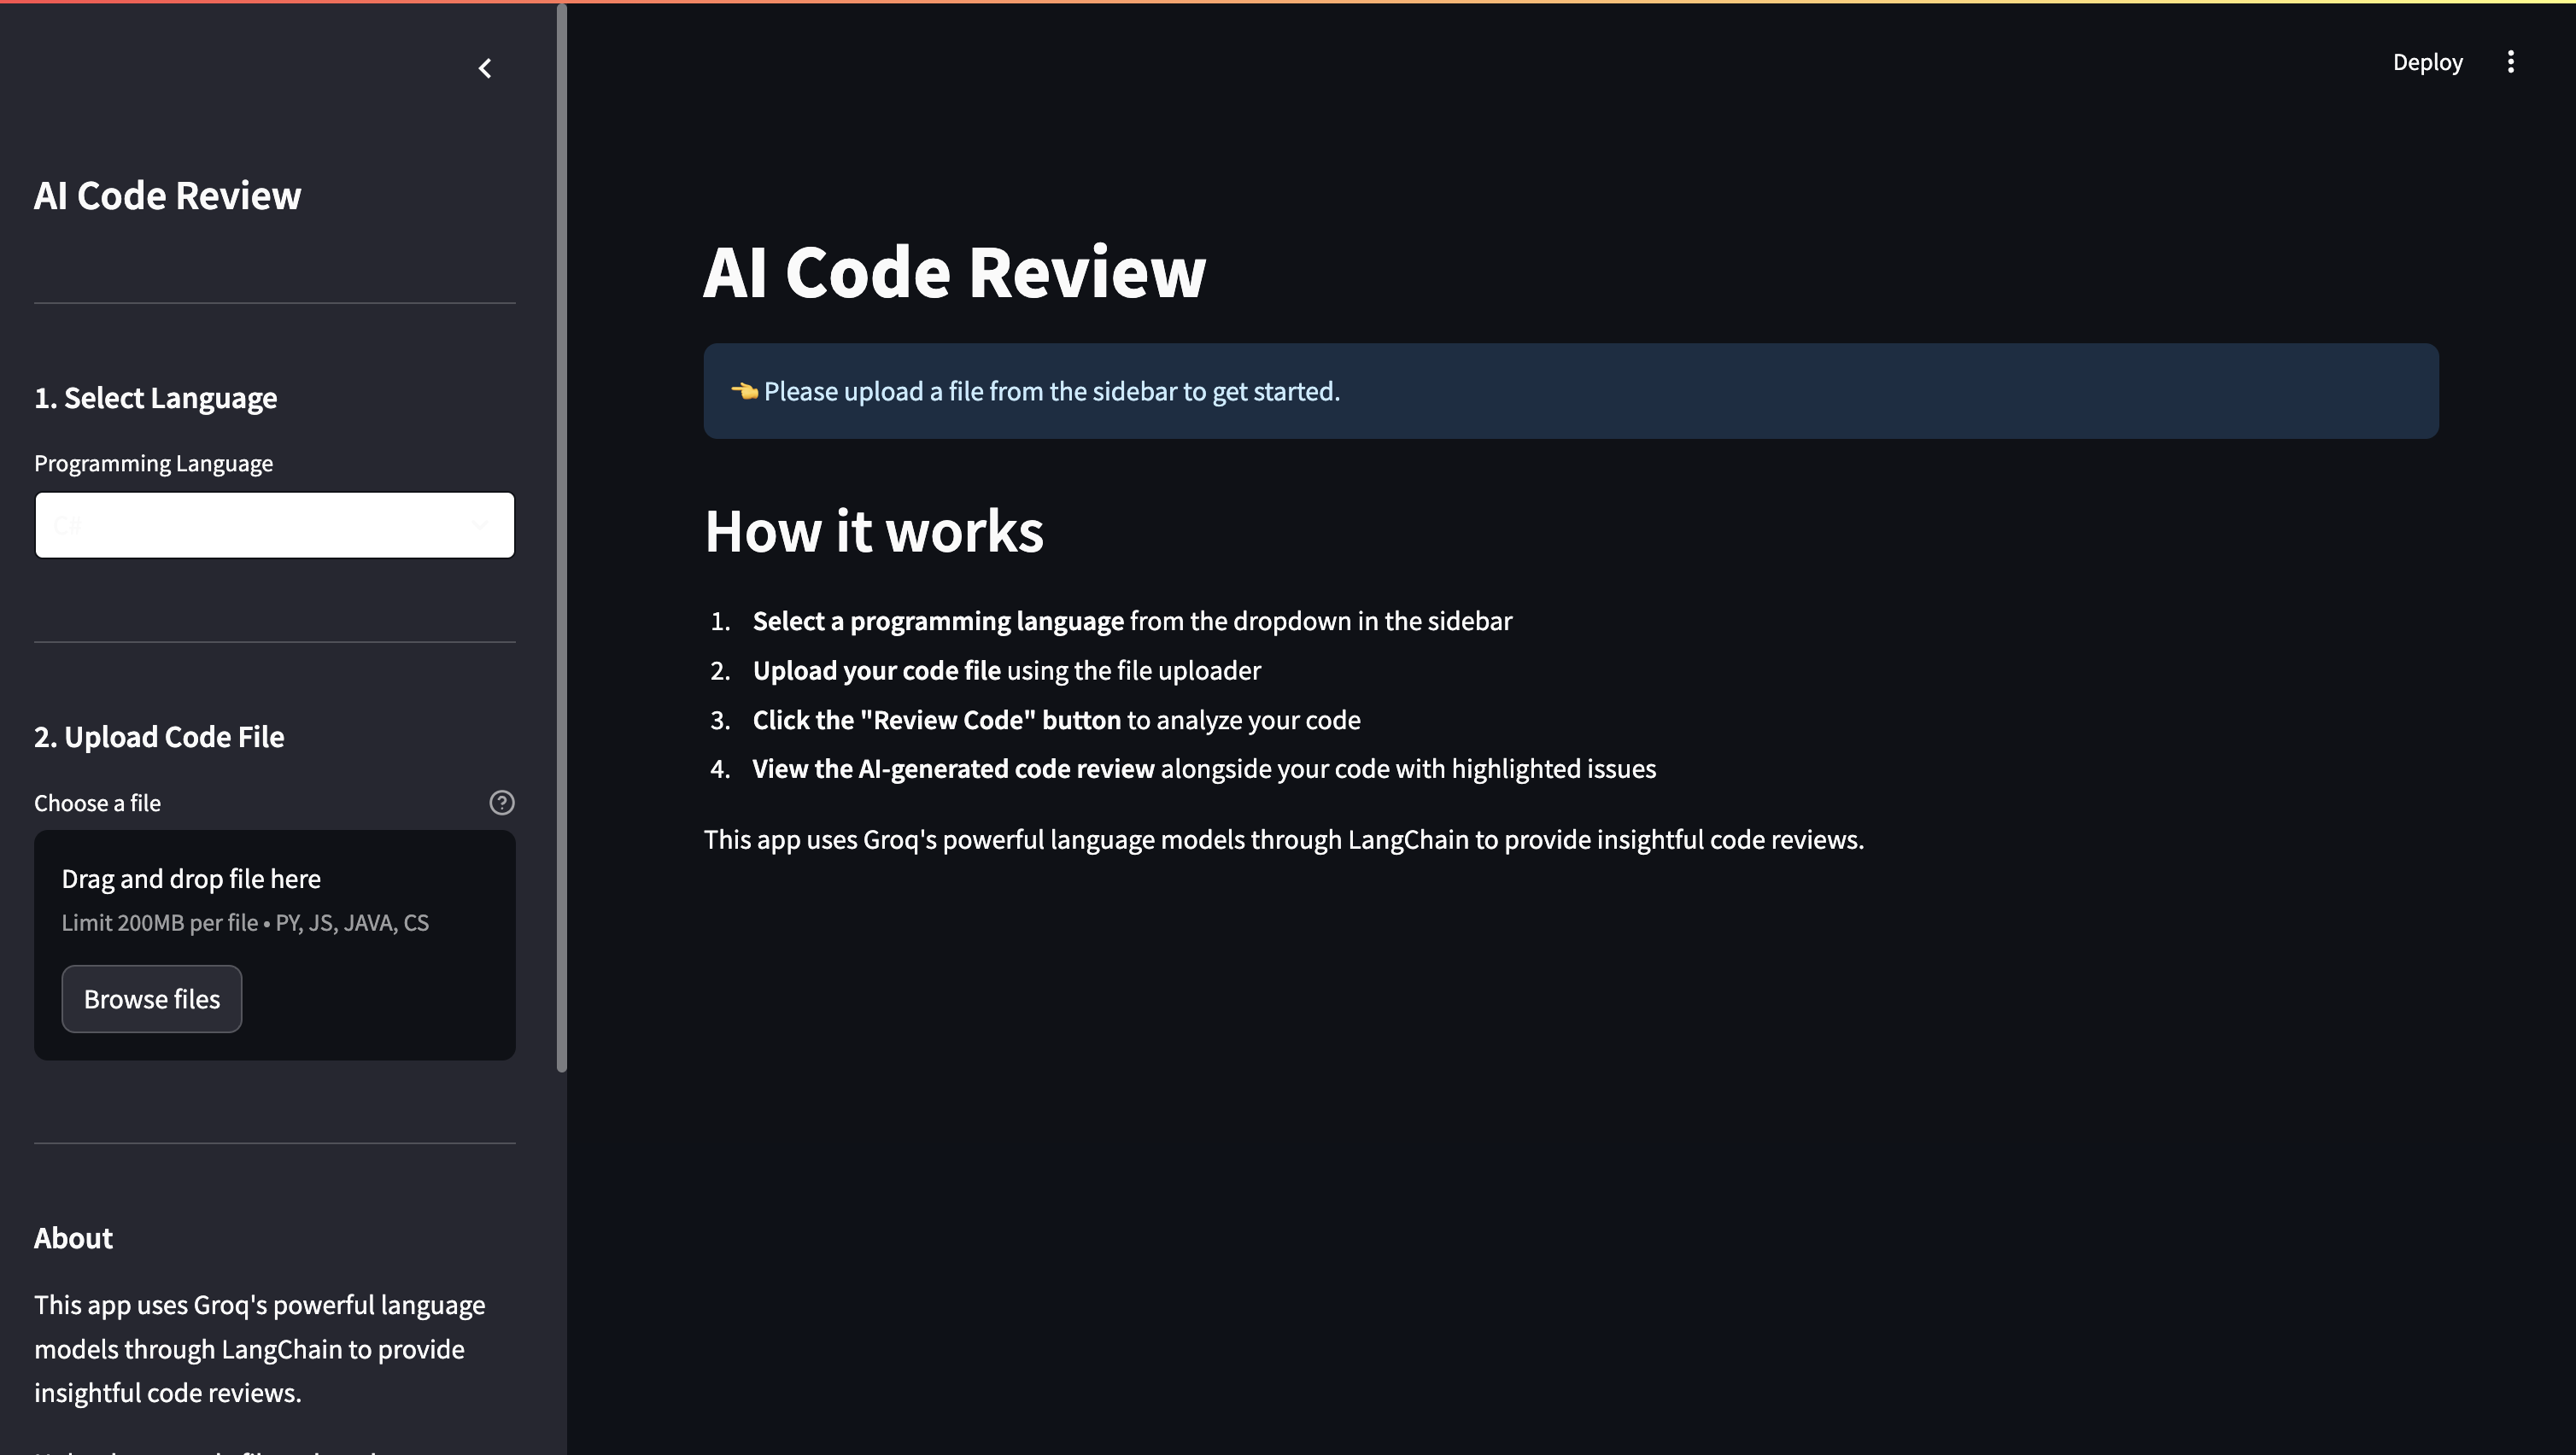 AI Code Review
1. Select Language
Programming Language
C#
2. Upload Code File
Choose a file
Drag and drop file here
Limit 200MB per file • PY, JS, JAVA, CS
Browse files
About
This app uses Groq's powerful language
models through LangChain to provide
insightful code reviews.
Deploy
AI Code Review
👈 Please upload a file from the sidebar to get started.
How it works
1. Select a programming language from the dropdown in the sidebar
2. Upload your code file using the file uploader
3. Click the "Review Code" button to analyze your code
4. View the AI-generated code review alongside your code with highlighted issues
This app uses Groq's powerful language models through LangChain to provide insightful code reviews.